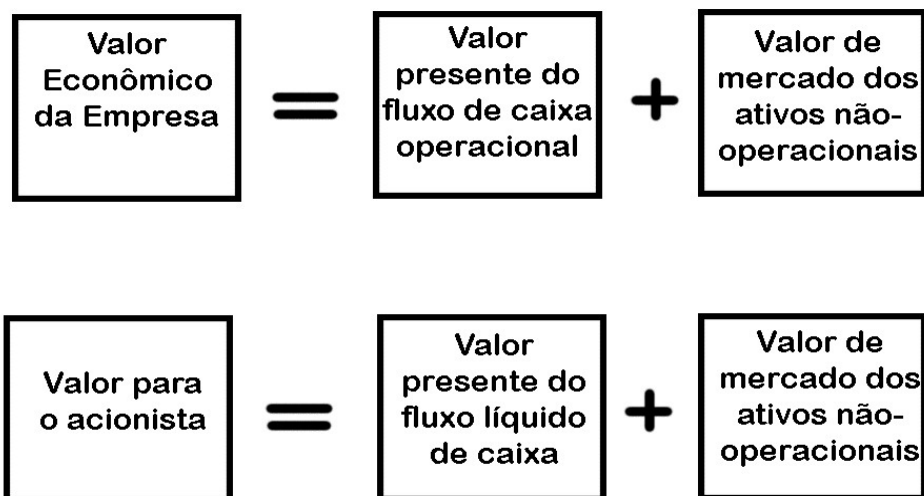 Valor
Econômico
da Empresa
=
Valor
presente do
fluxo de caixa
operacional
+
Valor de
mercado dos
ativos não-
operacionais
Valor para
o acionista
=
Valor
presente do
fluxo líquido
de caixa
+
Valor de
mercado dos
ativos não-
operacionais